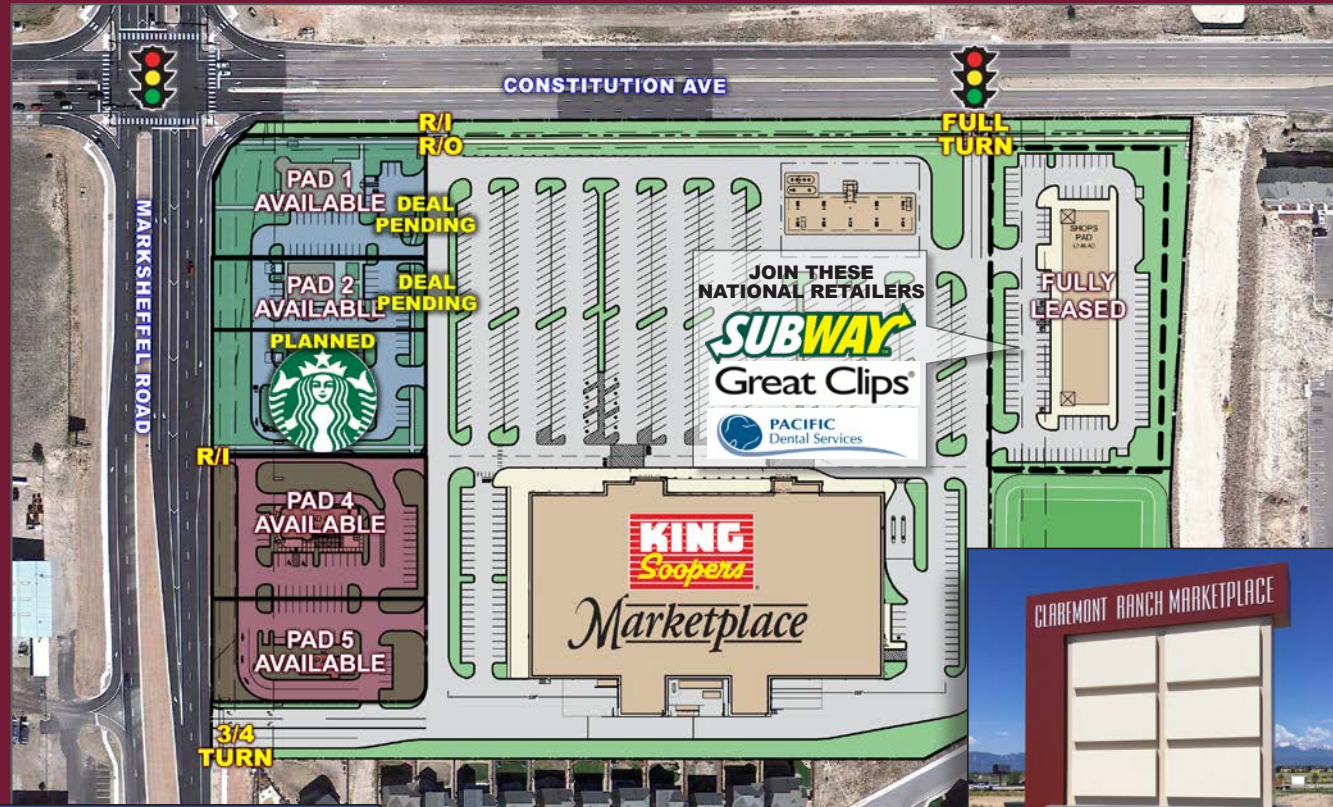 CONSTITUTION AVE
MARKSHEFFEL ROAD
R/I
R/O
FULL
TURN
PAD 1
AVAILABLE
DEAL
PENDING
PAD 2
AVAILABLE
DEAL
PENDING
PLANNED
R/I
PAD 4
AVAILABLE
PAD 5
AVAILABLE
3/4
TURN
JOIN THESE
NATIONAL RETAILERS
SUBWAY
Great Clips®
PACIFIC
Dental Services
SHOPS
PAD
FULLY
LEASED
KING
Soopers
Marketplace
CLAREMONT RANCH MARKETPLACE